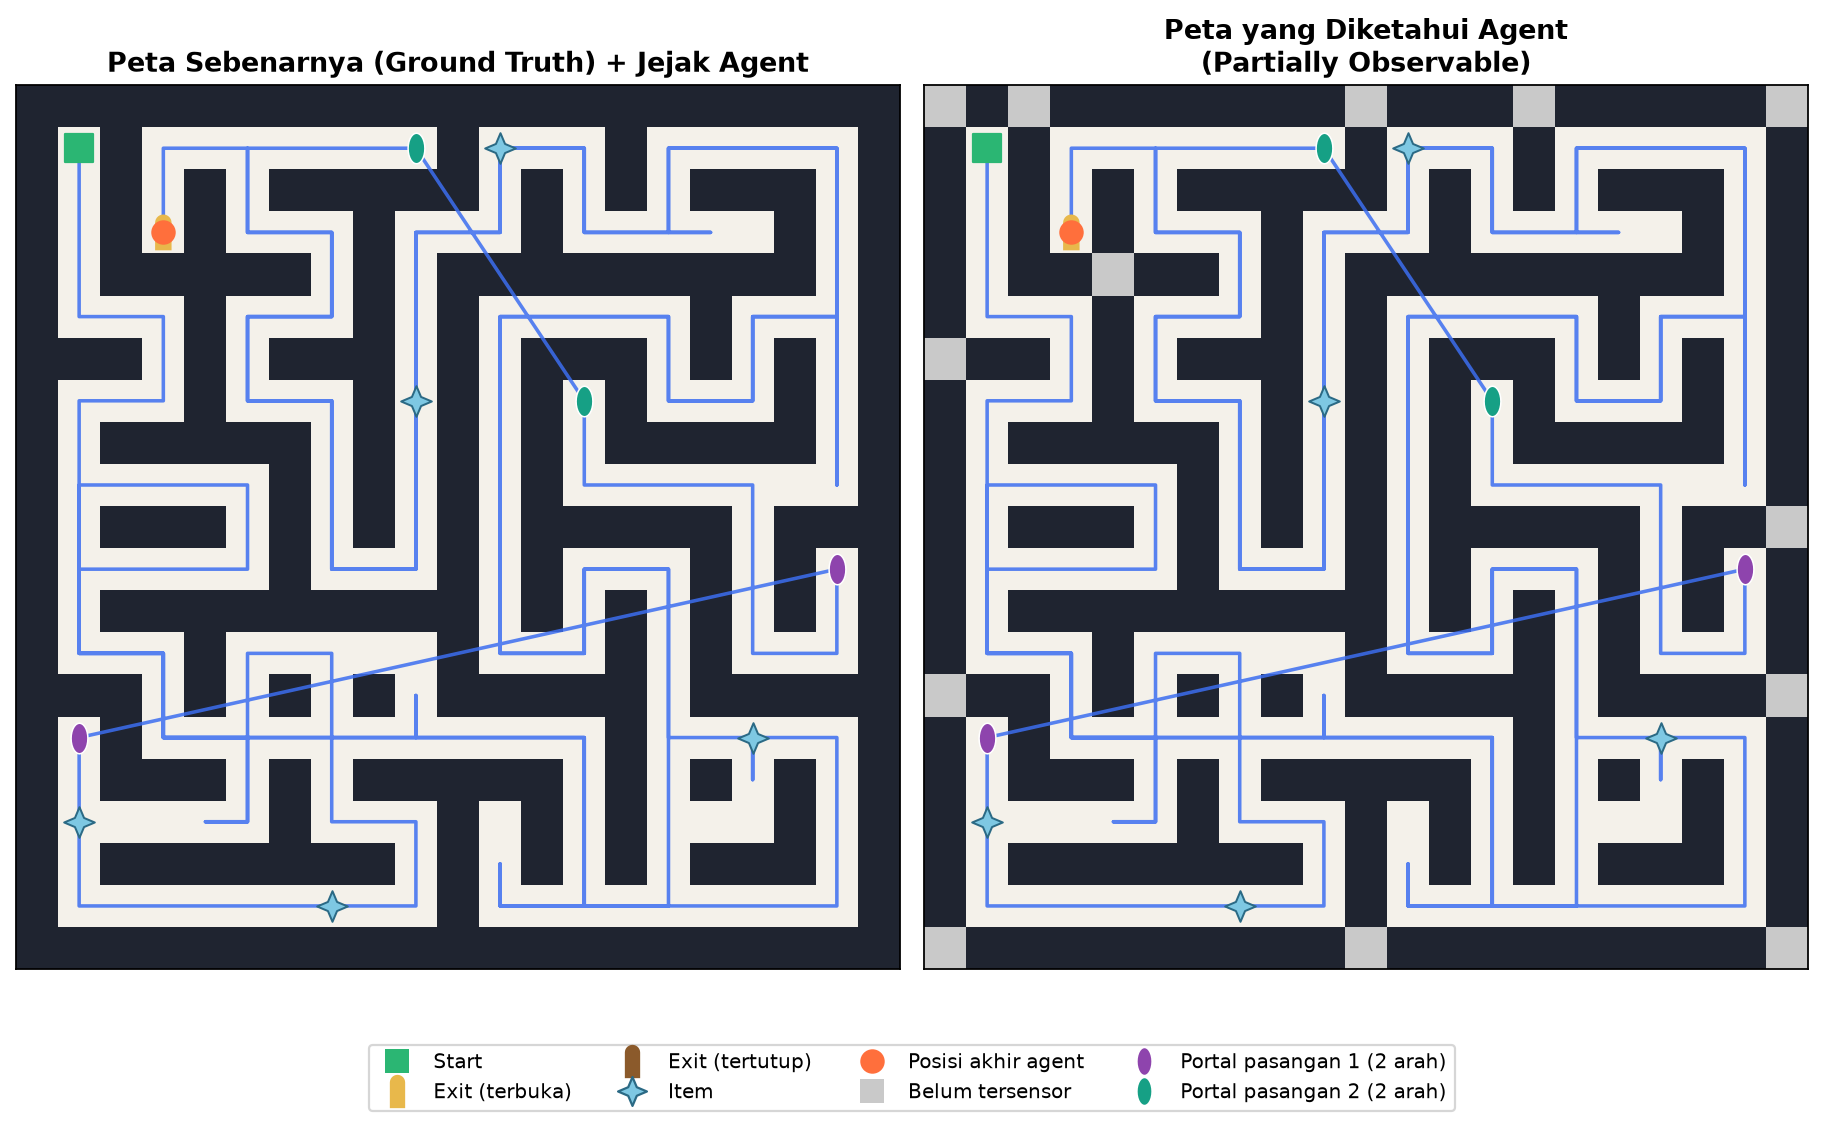 Peta Sebenarnya (Ground Truth) + Jejak Agent
Peta yang Diketahui Agent
(Partially Observable)
Start
Exit (terbuka)
Exit (tertutup)
Item
Posisi akhir agent
Belum tersensor
Portal pasangan 1 (2 arah)
Portal pasangan 2 (2 arah)